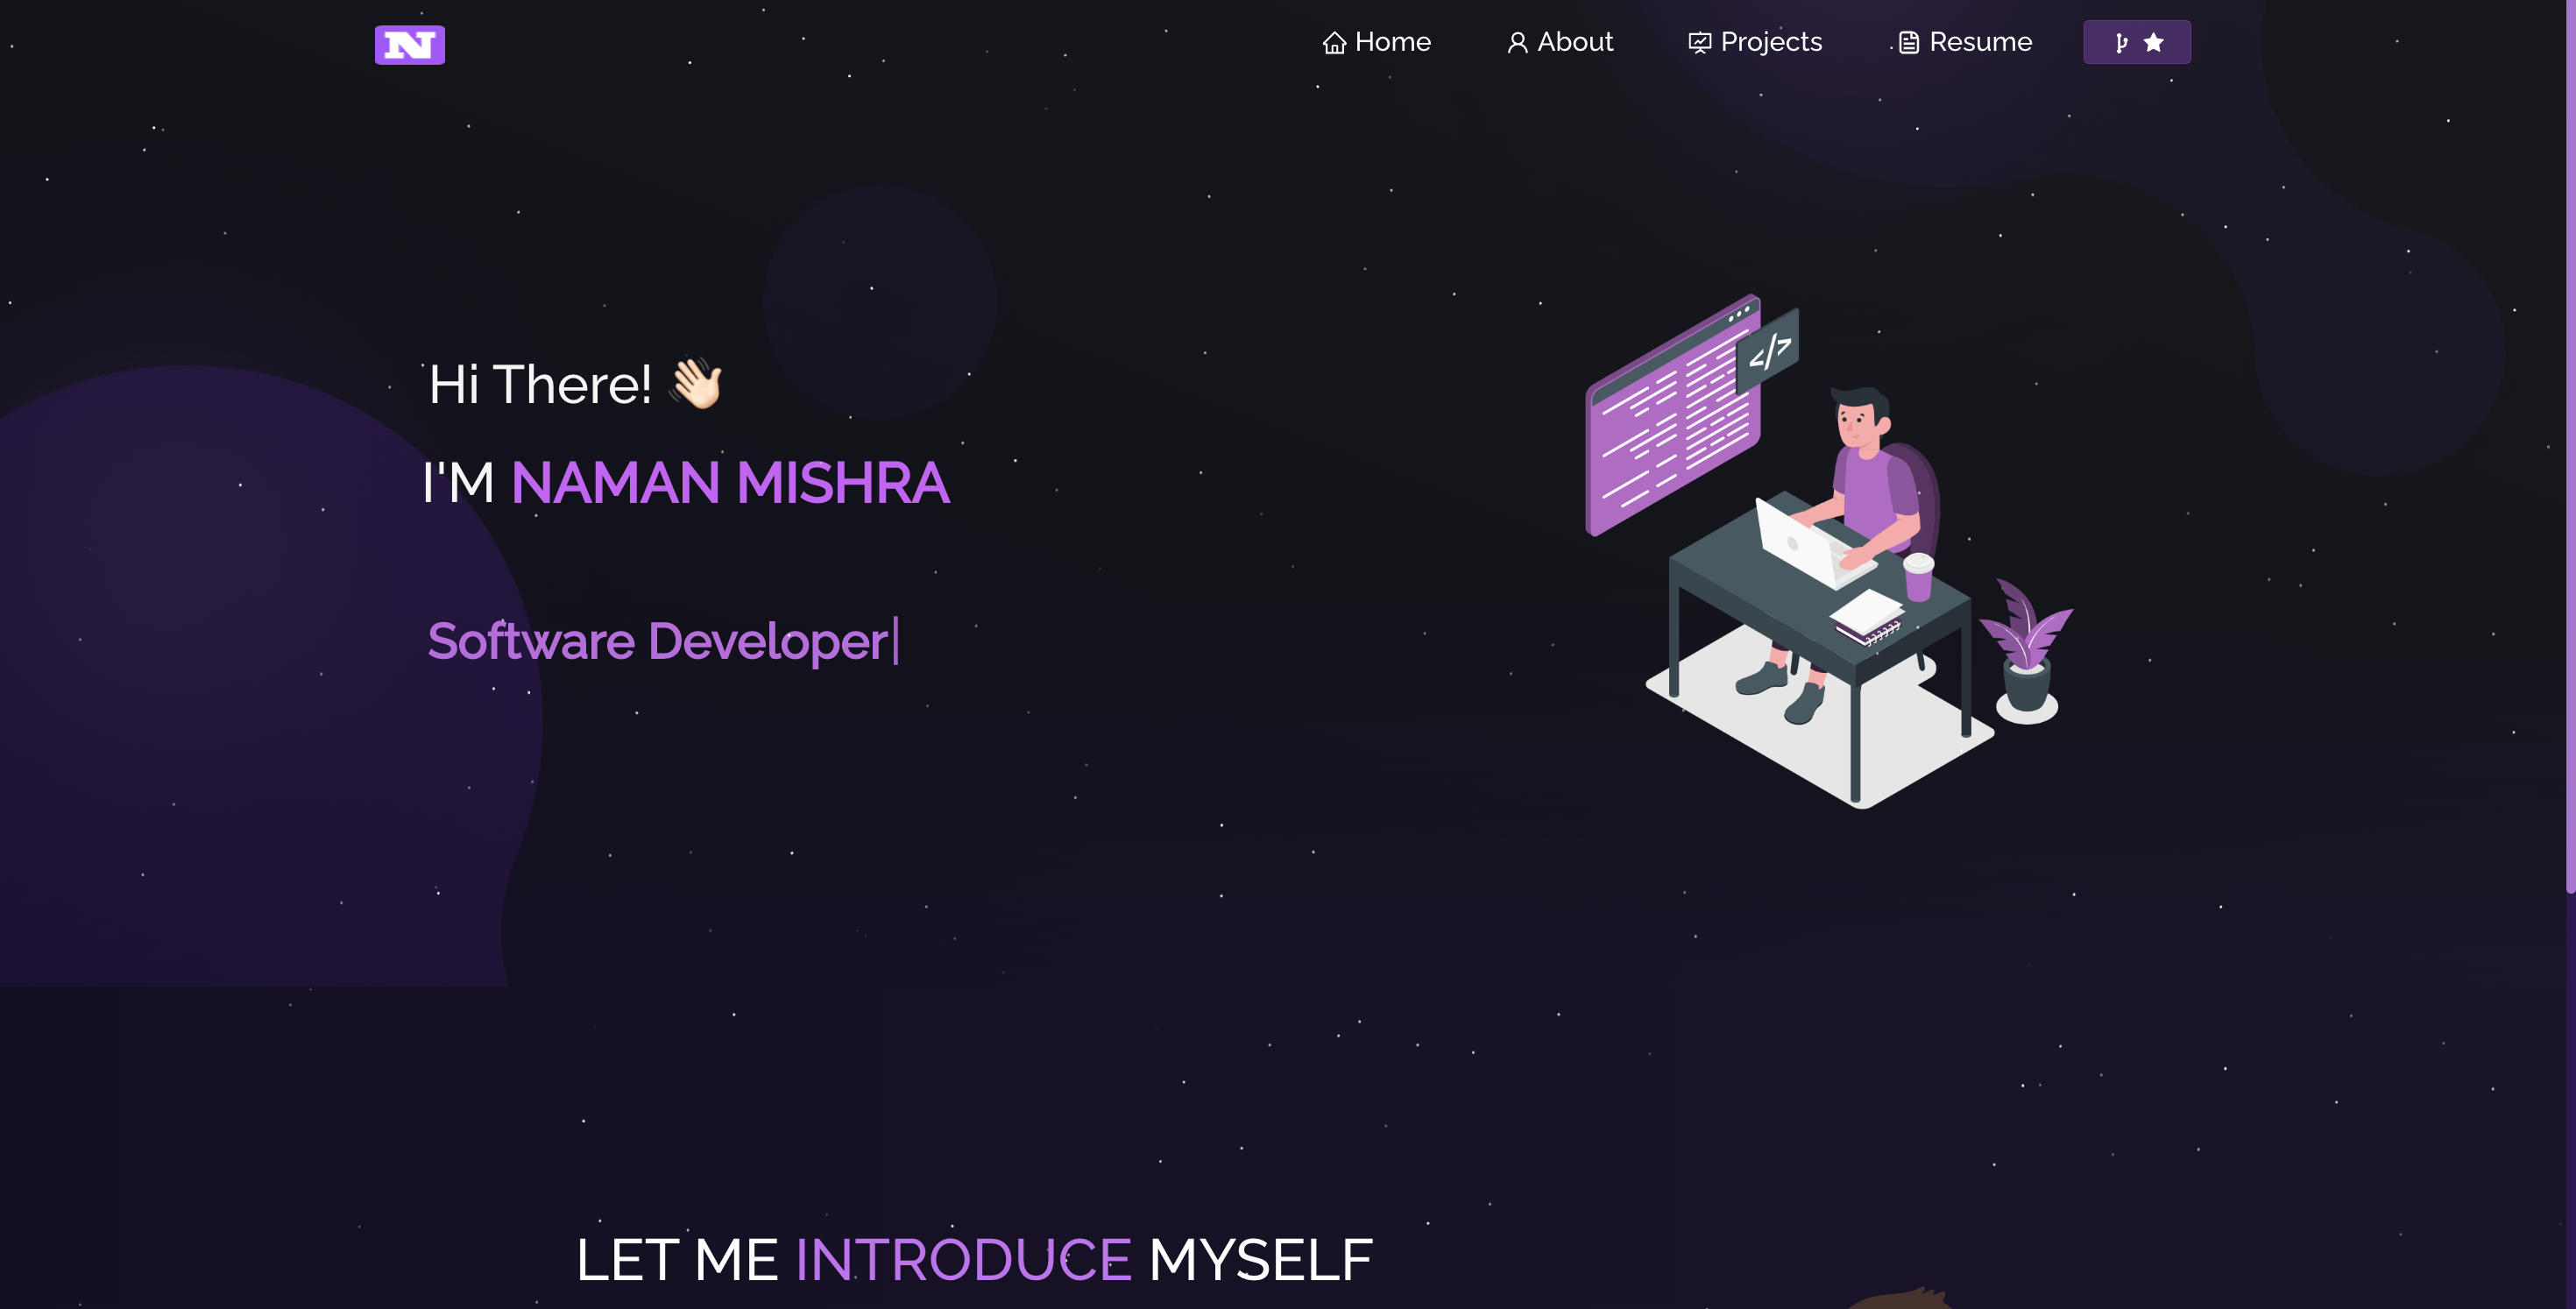 N
Home About Projects Resume
Hi There! 👋🏻
I'M NAMAN MISHRA
Software Developer|
</>
LET ME INTRODUCE MYSELF